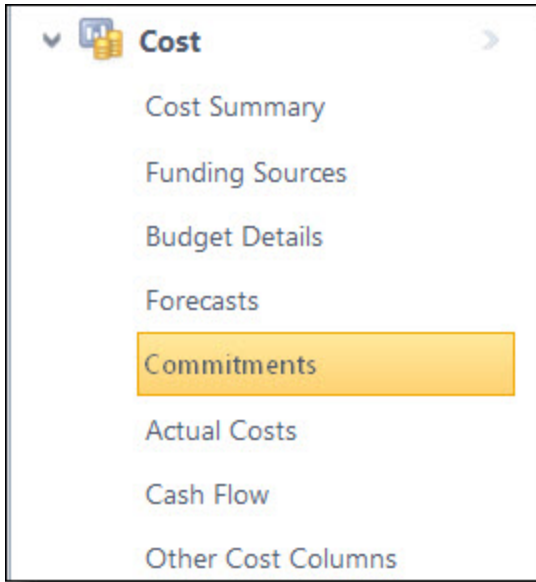 Cost
Cost Summary
Funding Sources
Budget Details
Forecasts
Commitments
Actual Costs
Cash Flow
Other Cost Columns